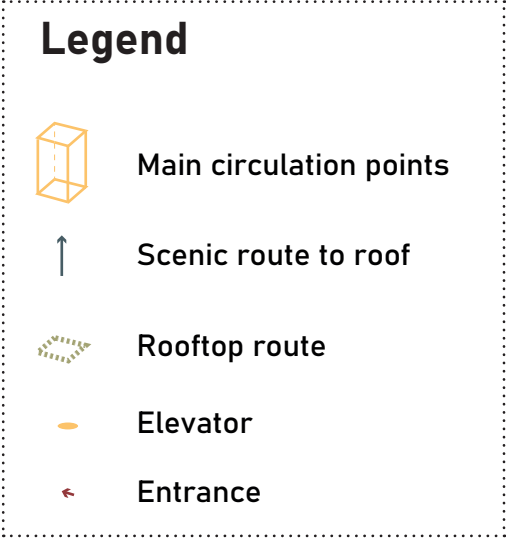 Legend
Main circulation points
Scenic route to roof
Rooftop route
Elevator
Entrance